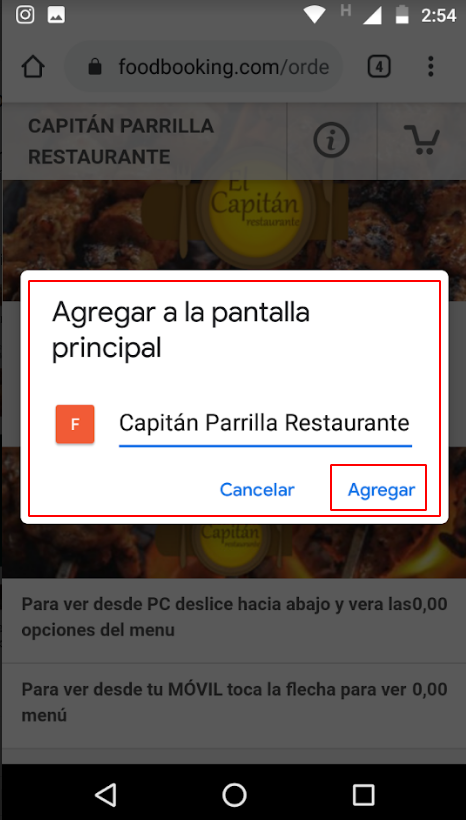 H
2:54
foodbooking.com/orde
4
CAPITÁN PARRILLA
RESTAURANTE
El
Capitán
restaurante
Agregar a la pantalla
principal
F
Capitán Parrilla Restaurante
Cancelar
Agregar
Capitán
restaurante
Para ver desde PC deslice hacia abajo y vera las0,00
opciones del menu
Para ver desde tu MÓVIL toca la flecha para ver 0,00
menú